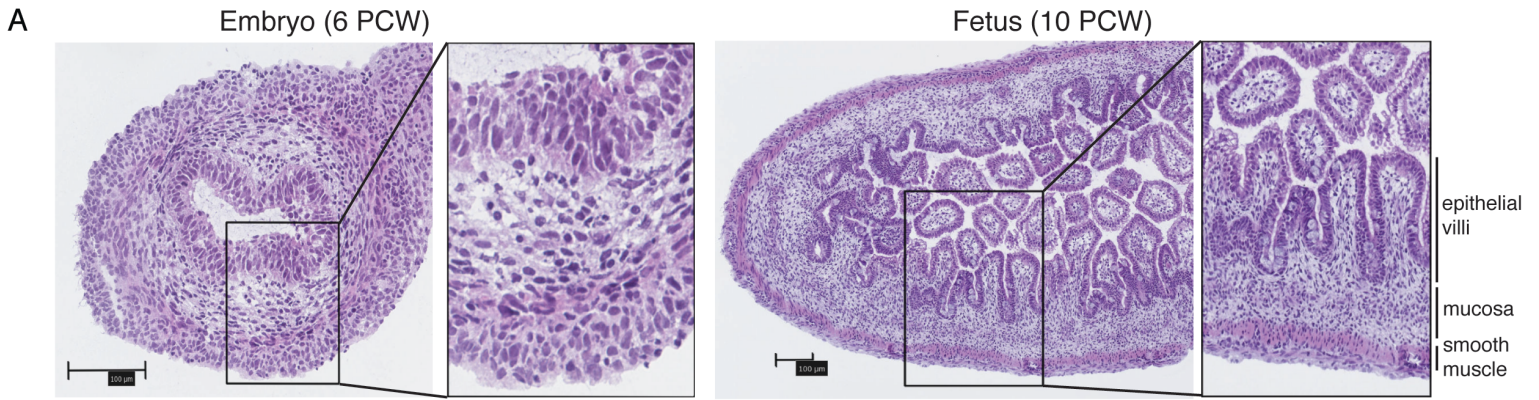 A
Embryo (6 PCW)
Fetus (10 PCW)
epithelial
villi
mucosa
smooth
muscle
100 μm
100 μm